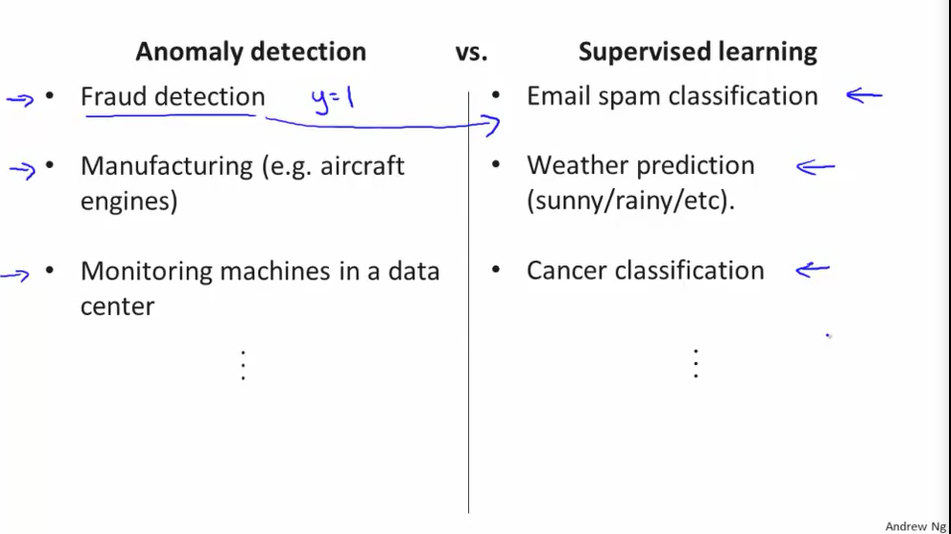 Anomaly detection vs. Supervised learning
• Fraud detection y=1
• Manufacturing (e.g. aircraft
engines)
• Monitoring machines in a data
center
• Email spam classification
• Weather prediction
(sunny/rainy/etc).
• Cancer classification
Andrew Ng